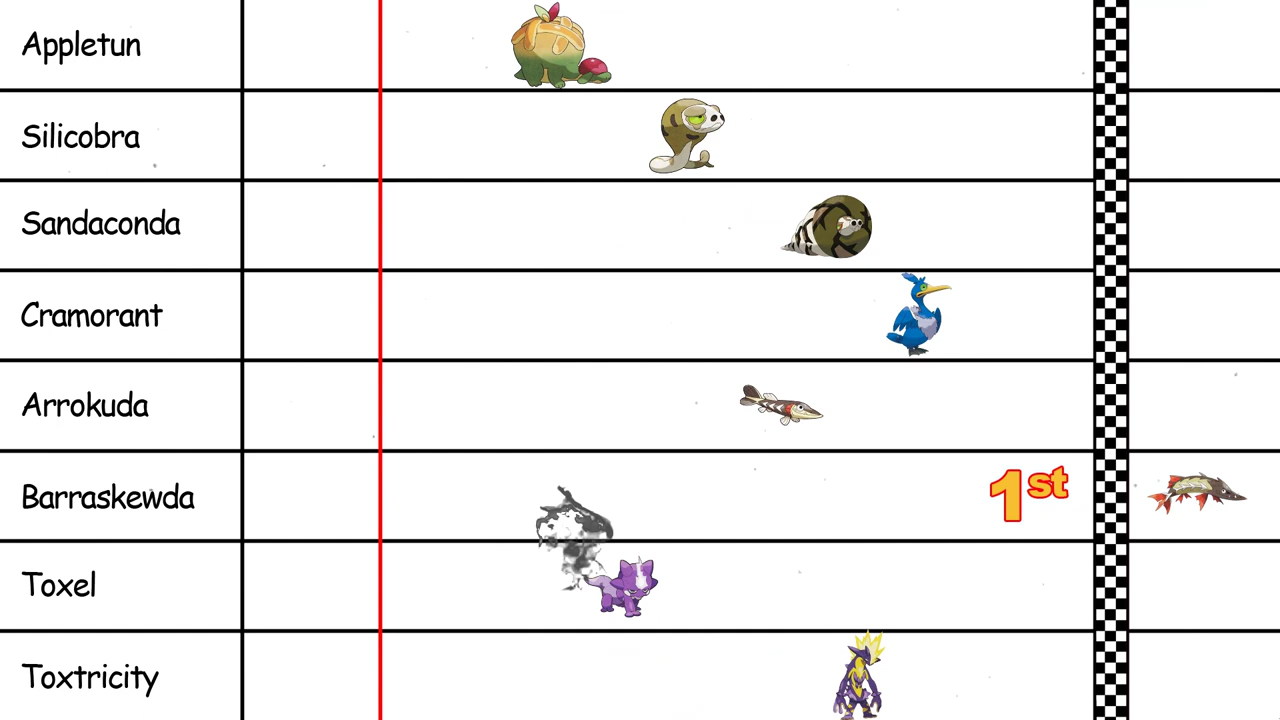 Appletun
Silicobra
Sandaconda
Cramorant
Arrokuda
Barraskewda
1st
Toxel
Toxtricity